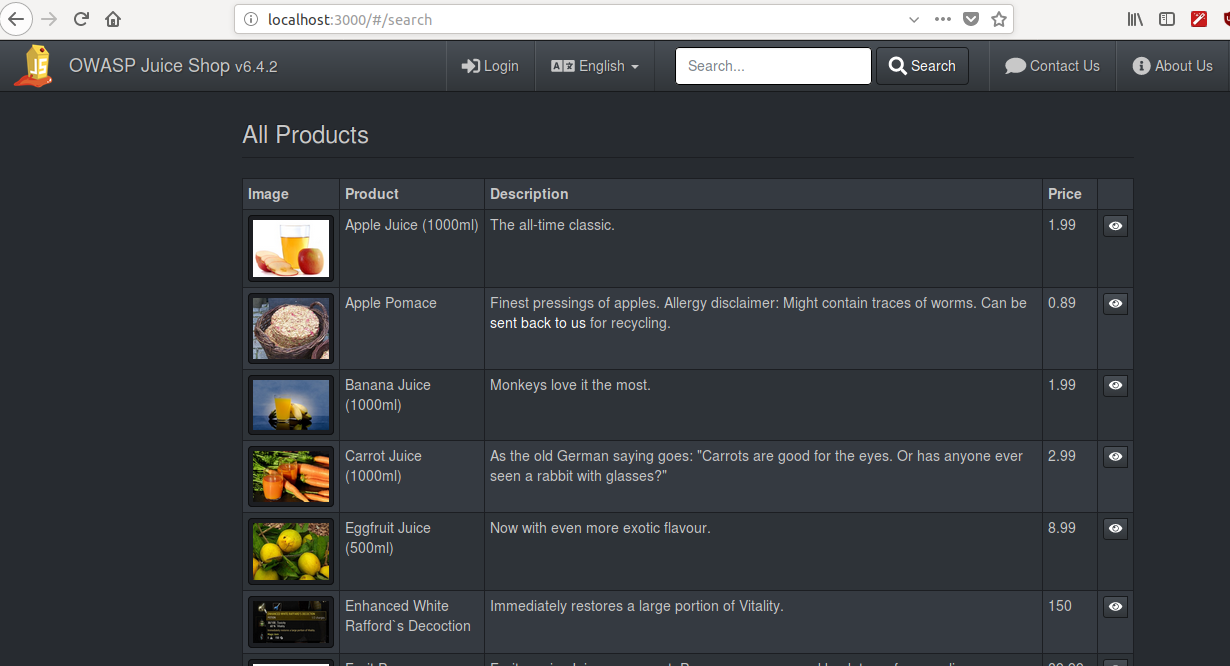 localhost:3000/#/search
JS
OWASP Juice Shop v6.4.2
Login
English
Search...
Search
Contact Us
About Us
All Products
Image Product Description Price
Apple Juice (1000ml) The all-time classic. 1.99
Apple Pomace Finest pressings of apples. Allergy disclaimer: Might contain traces of worms. Can be 0.89
sent back to us for recycling.
Banana Juice Monkeys love it the most. 1.99
(1000ml)
Carrot Juice As the old German saying goes: "Carrots are good for the eyes. Or has anyone ever 2.99
(1000ml) seen a rabbit with glasses?"
Eggfruit Juice Now with even more exotic flavour. 8.99
(500ml)
Enhanced White Immediately restores a large portion of Vitality. 150
Rafford`s Decoction